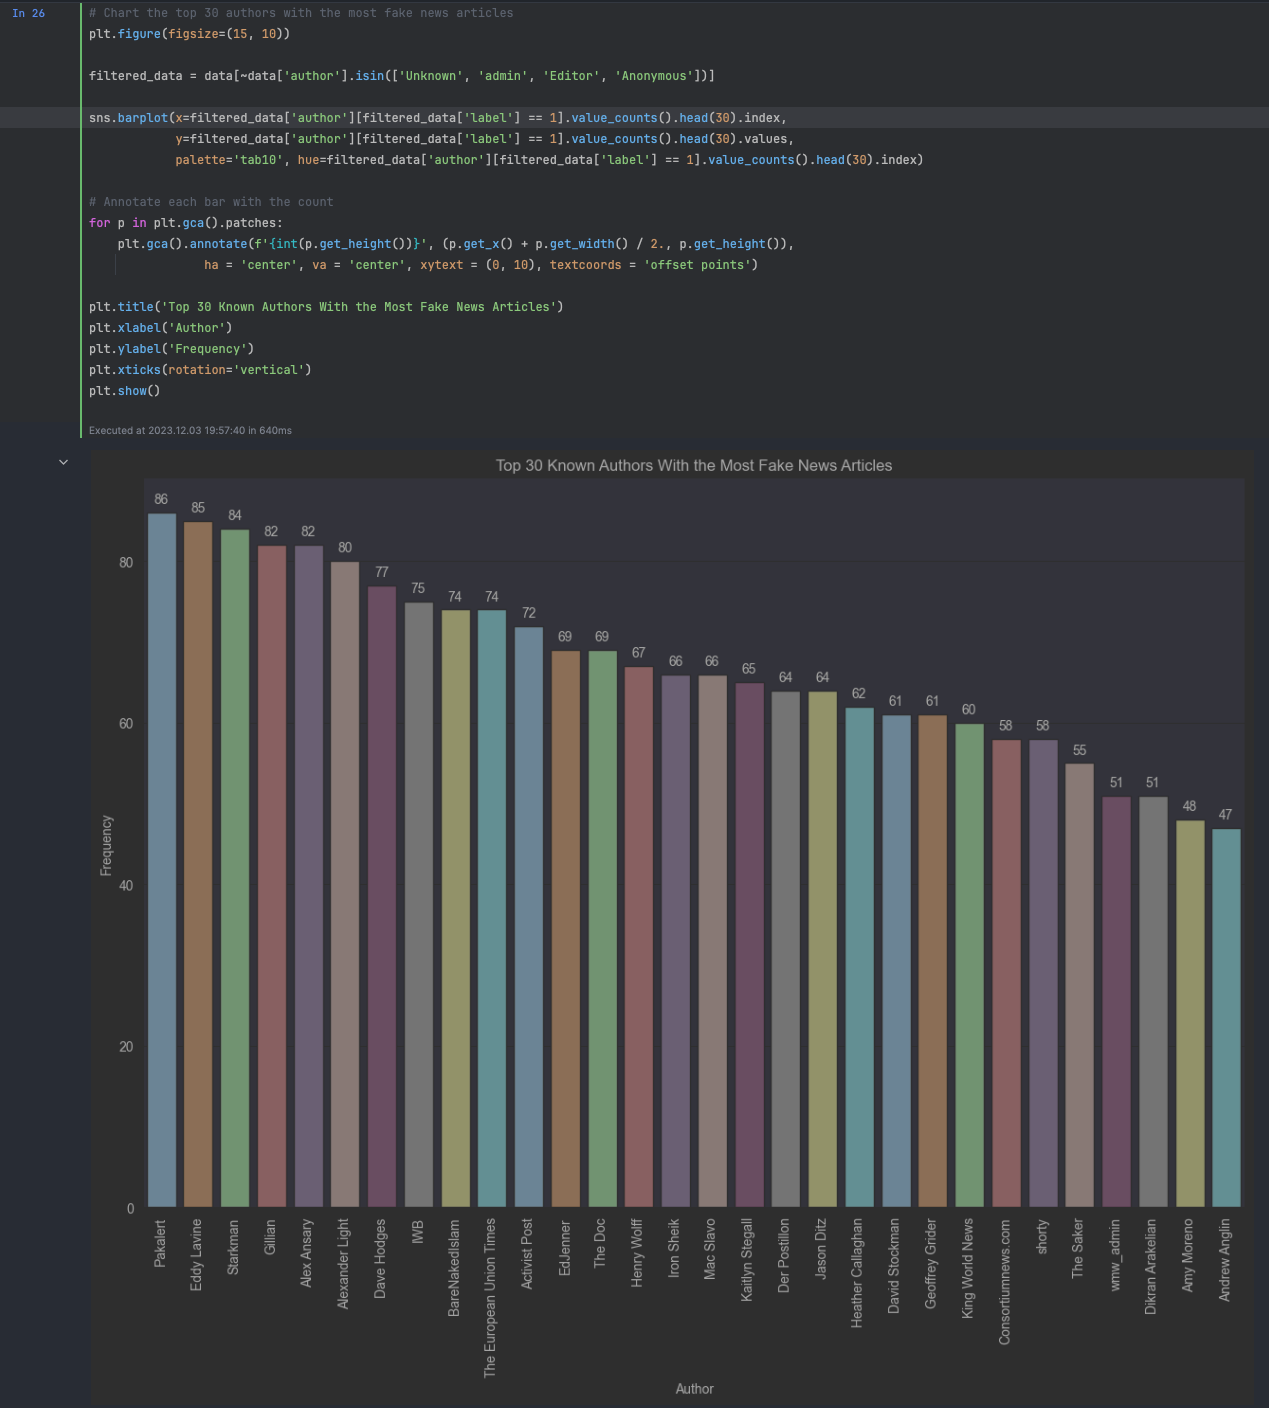 In 26
# Chart the top 30 authors with the most fake news articles
plt.figure(figsize=(15, 10))
filtered_data = data[~data['author'].isin(['Unknown', 'admin', 'Editor', 'Anonymous'])]
sns.barplot(x=filtered_data['author'][filtered_data['label'] == 1].value_counts().head(30).index,
y=filtered_data['author'][filtered_data['label'] == 1].value_counts().head(30).values,
palette='tab10', hue=filtered_data['author'][filtered_data['label'] == 1].value_counts().head(30).index)
# Annotate each bar with the count
for p in plt.gca().patches:
plt.gca().annotate(f'{int(p.get_height())}', (p.get_x() + p.get_width() / 2., p.get_height()),
ha = 'center', va = 'center', xytext = (0, 10), textcoords = 'offset points')
plt.title('Top 30 Known Authors With the Most Fake News Articles')
plt.xlabel('Author')
plt.ylabel('Frequency')
plt.xticks(rotation='vertical')
plt.show()
Executed at 2023.12.03 19:57:40 in 640ms
Top 30 Known Authors With the Most Fake News Articles
86
85
84
82
82
80
77
75
74
74
72
69
69
67
66
66
65
64
64
62
61
61
60
58
58
55
51
51
48
47
80
60
40
20
0
Frequency
Pakalert
Eddy Lavine
Starkman
Gillian
Alex Ansary
Alexander Light
Dave Hodges
IWB
BareNakedIslam
The European Union Times
Activist Post
EdJenner
The Doc
Henry Wolff
Iron Sheik
Mac Slavo
Kaitlyn Stegall
Der Postillon
Jason Ditz
Heather Callaghan
David Stockman
Geoffrey Grider
King World News
Consortiumnews.com
shorty
The Saker
wmw_admin
Dikran Arakelian
Amy Moreno
Andrew Anglin
Author